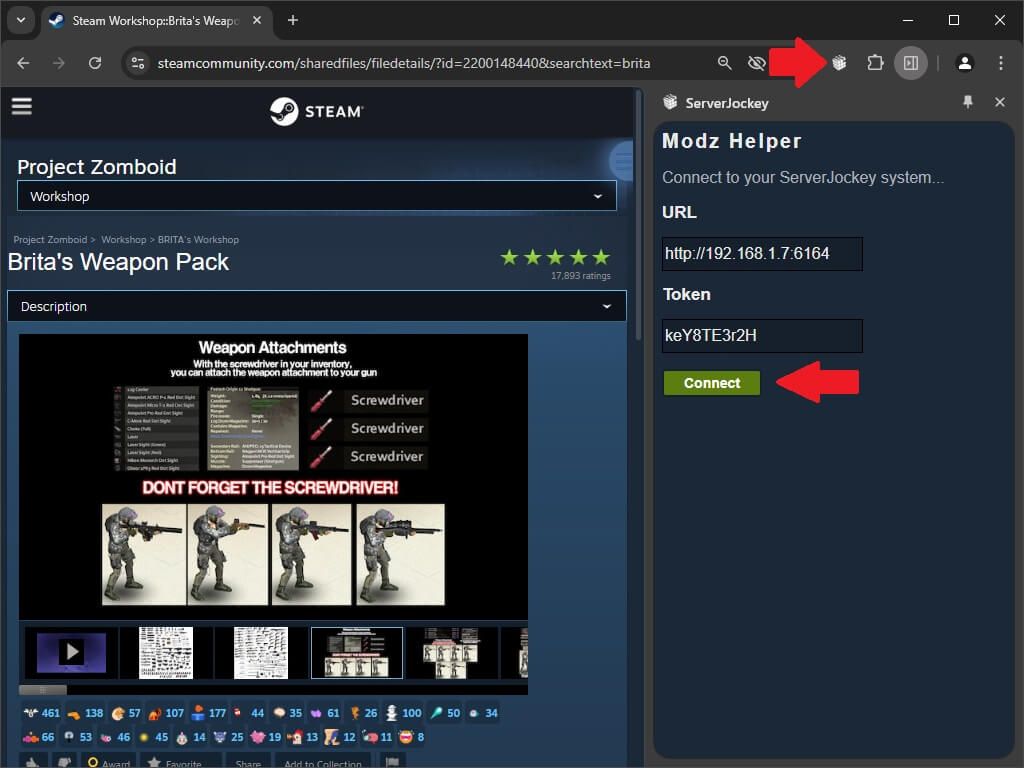 Steam Workshop::Brita's Weapo
steamcommunity.com/sharedfiles/filedetails/?id=2200148440&searchtext=brita
STEAM
Project Zomboid
Workshop
Project Zomboid > Workshop > BRITA's Workshop
Brita's Weapon Pack
17,893 ratings
Description
Weapon Attachments
With the screwdriver in your inventory,
you can attach the weapon attachment to your gun
Screwdriver
Screwdriver
Screwdriver
DONT FORGET THE SCREWDRIVER!
461 138 57 107 177 44 35 61 26 100 50 34
66 53 46 45 14 25 19 13 12 11 8
Award Favorite Share Add to Collection
ServerJockey
Modz Helper
Connect to your ServerJockey system...
URL
http://192.168.1.7:6164
Token
keY8TE3r2H
Connect